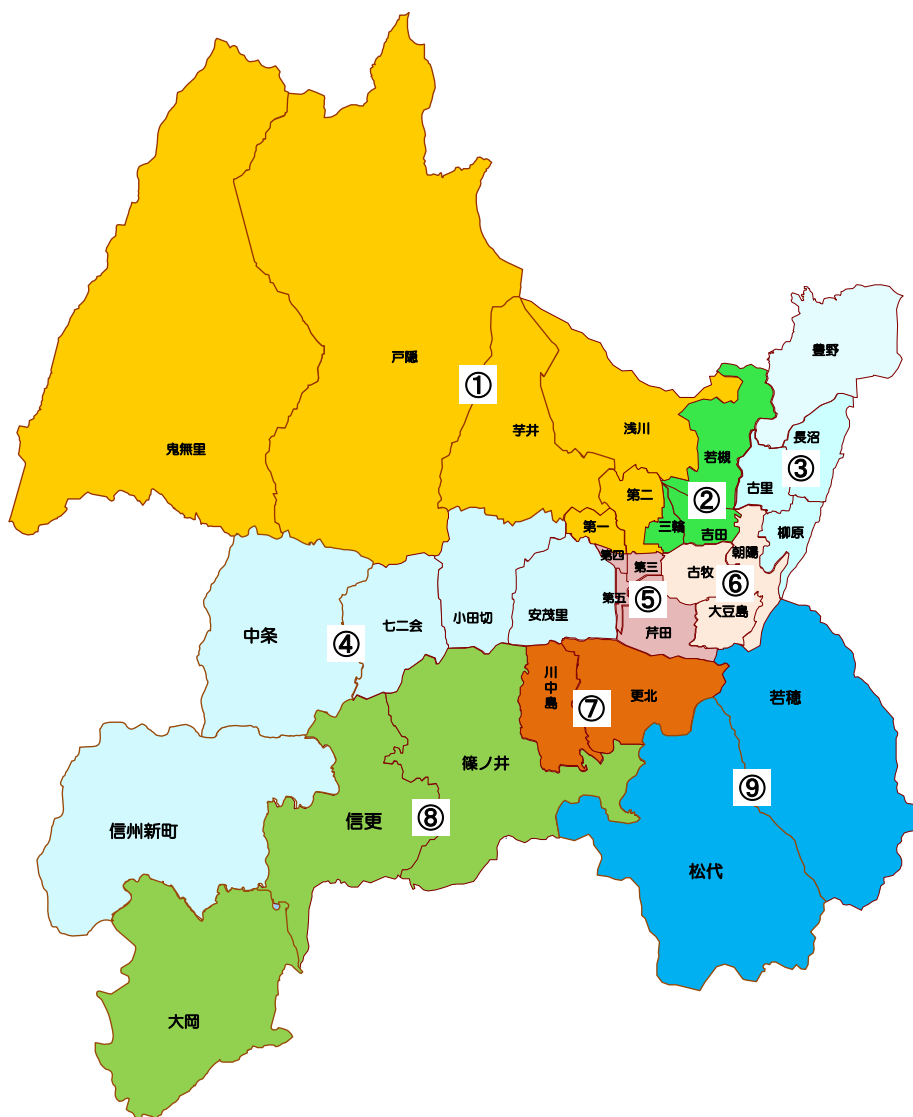 豊野
戸隠
①
芋井
浅川
長沼
鬼無里
若槻
③
古里
第二
②
第一
三輪
吉田
柳原
朝陽
第四
第三
古牧
⑥
第五
⑤
大豆島
中条
④
七二会
小田切
安茂里
芹田
川中島
更北
若穂
⑦
篠ノ井
⑨
信更
⑧
信州新町
松代
大岡